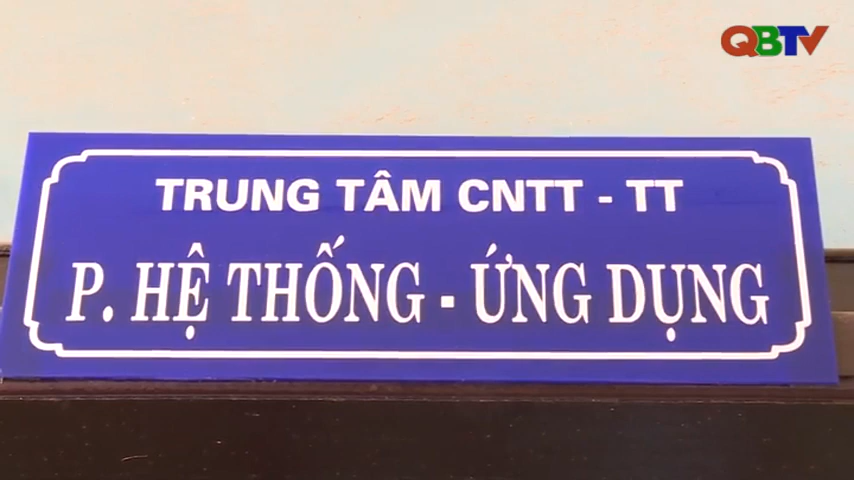 QBTV
TRUNG TÂM CNTT - TT
P. HỆ THỐNG - ỨNG DỤNG